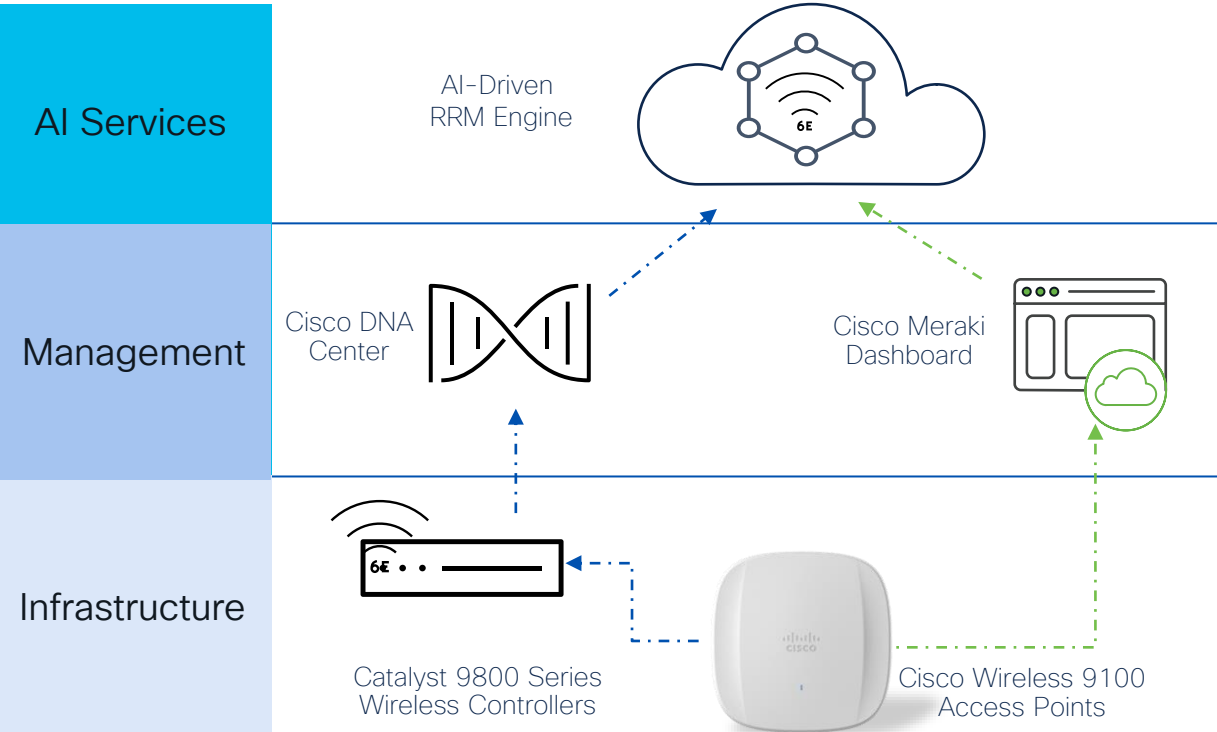 AI Services
AI-Driven
RRM Engine
6E
Management
Cisco DNA
Center
Cisco Meraki
Dashboard
Infrastructure
6E
CISCO
Catalyst 9800 Series
Wireless Controllers
Cisco Wireless 9100
Access Points